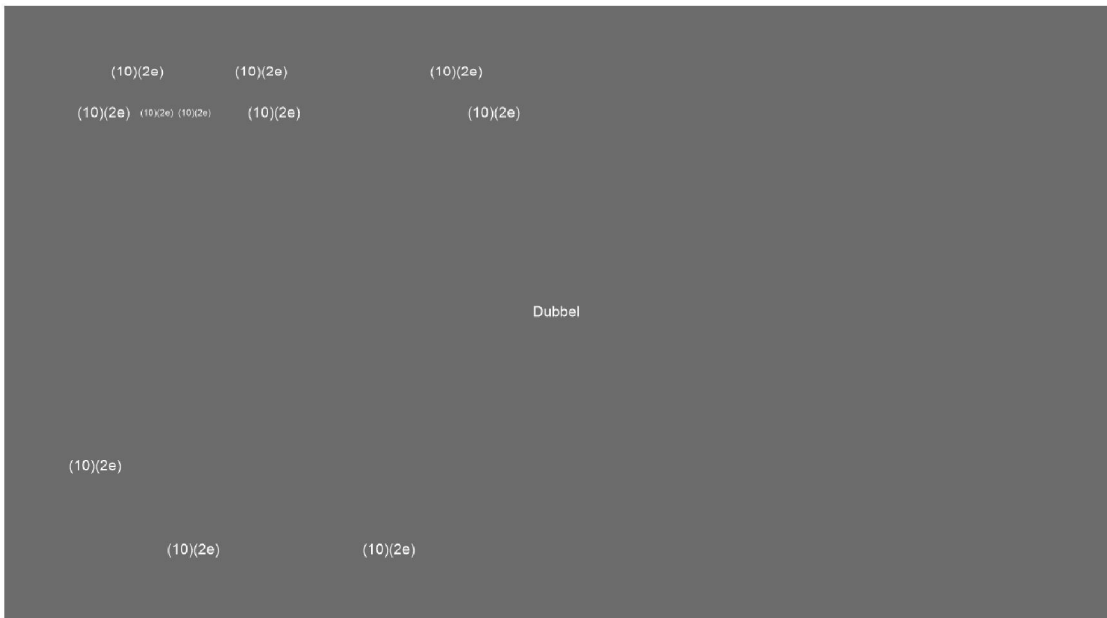 (10)(2e) (10)(2e) (10)(2e)
(10)(2e) (10)(2e) (10)(2e) (10)(2e) (10)(2e)
Dubbel
(10)(2e)
(10)(2e) (10)(2e)